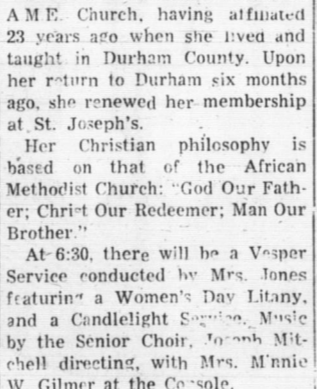 A M E. Church, having affiliated
23 years ago when she lived and
taught in Durham County. Upon
her return to Durham six months
ago, she renewed her membership
at St. Joseph's.
Her Christian philosophy is
based on that of the African
Methodist Church: "God Our Fath-
er; Christ Our Redeemer; Man Our
Brother."
At 6:30, there will be a Vesper
Service conducted by Mrs. Jones
featuring a Women's Day Litany,
and a Candlelight Service. Music
by the Senior Choir, Joseph Mit-
chell directing, with Mrs. Minnie
W. Gilmer at the Console.